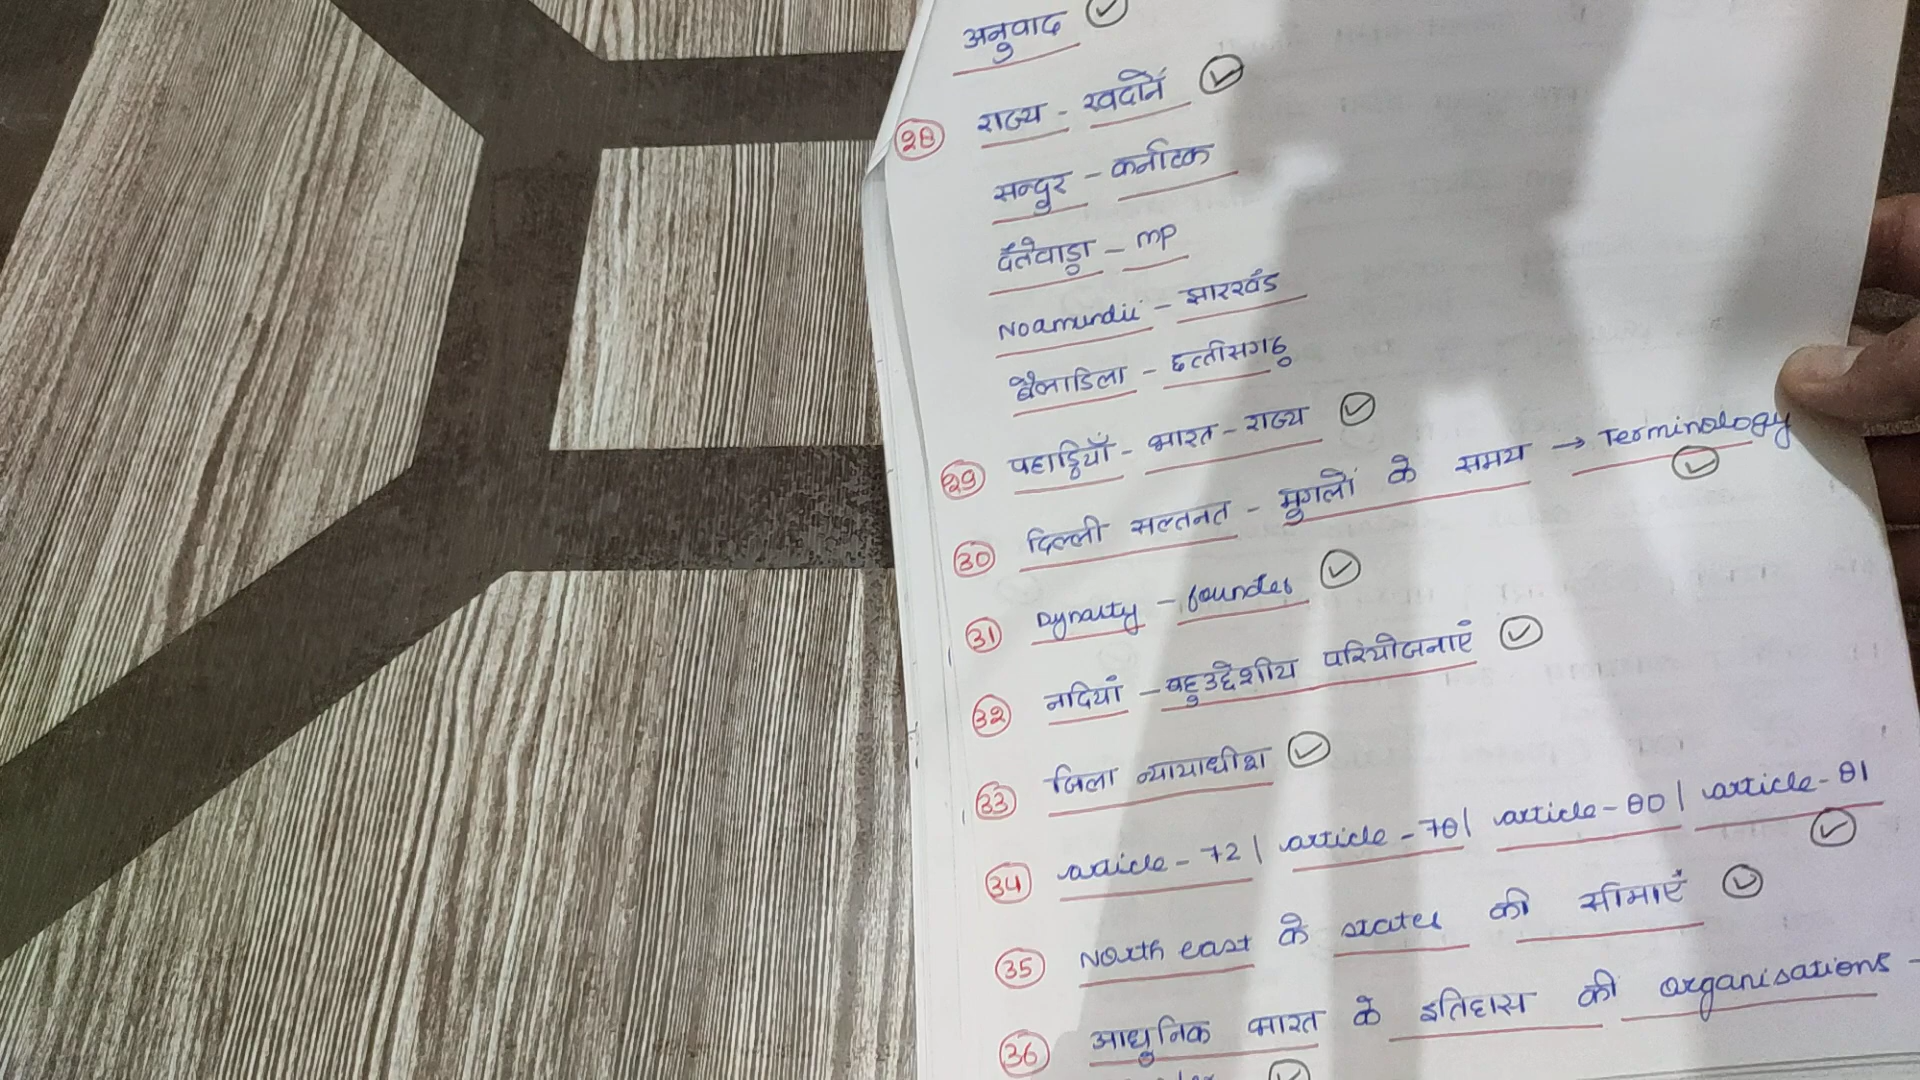 अनुवाद
28 राज्य - खदानें
सन्दुर - कर्नाटक
दंतेवाड़ा - MP
Noamundii - झारखंड
बैलाडिला - छत्तीसगढ़
29 पहाड़ियाँ - भारत - राज्य
30 दिल्ली सल्तनत - मुगलों के समय → Terminology
31 Dynasty - founder
32 नदियां - बहुउद्देशीय परियोजनाएं
33 जिला न्यायाधीश
34 article - 72 | article - 78 | article - 80 | article - 81
35 North east के states की सीमाएं
36 आधुनिक भारत के इतिहास की organisations -